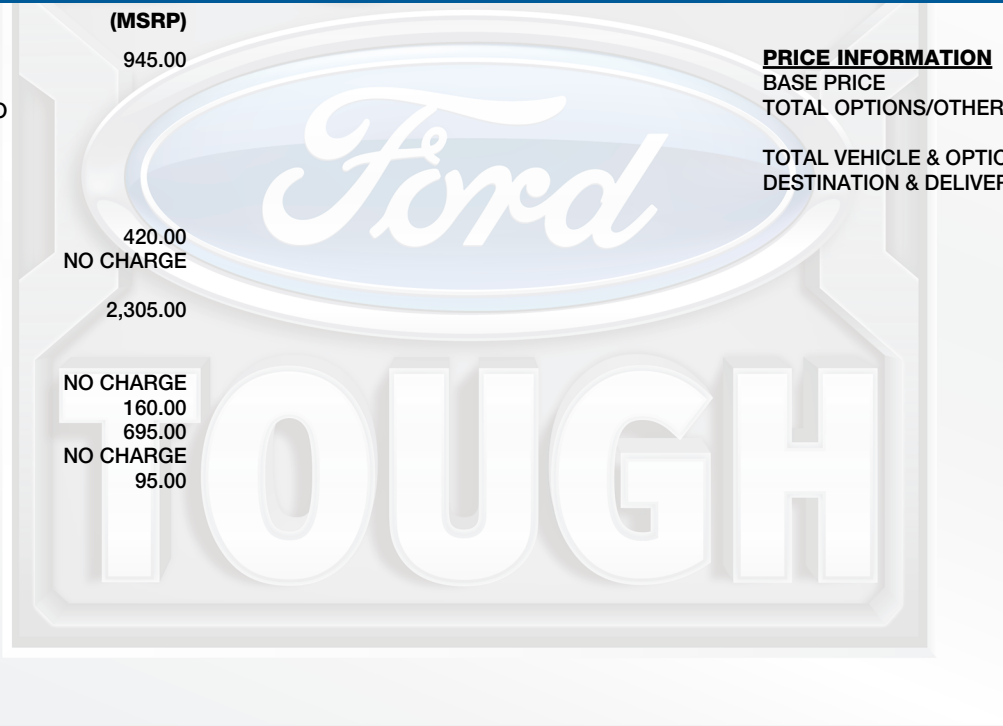 (MSRP)
945.00
420.00
NO CHARGE
2,305.00
NO CHARGE
160.00
695.00
NO CHARGE
95.00
PRICE INFORMATION
BASE PRICE
TOTAL OPTIONS/OTHER
TOTAL VEHICLE & OPTIO
DESTINATION & DELIVER
Ford
TOUGH